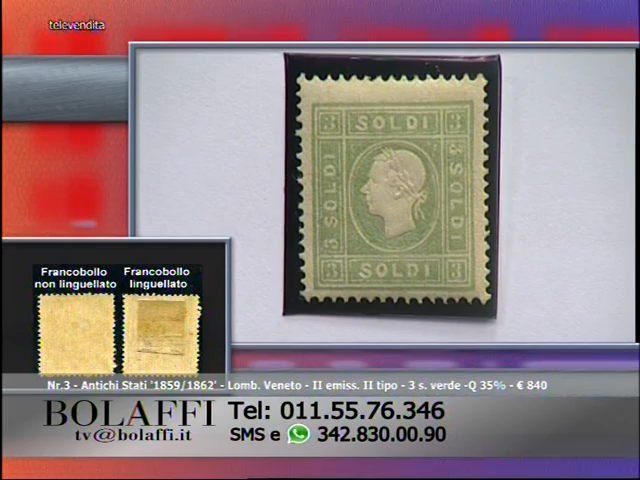 televendita
3 SOLDI 3
3 SOLDI
3 SOLDI
3 SOLDI 3
Francobollo
non linguellato
Francobollo
linguellato
Nr.3 - Antichi Stati '1859/1862' - Lomb. Veneto - II emiss. II tipo - 3 s. verde -Q 35% - € 840
BOLAFFI
tv@bolaffi.it
Tel: 011.55.76.346
SMS e 342.830.00.90